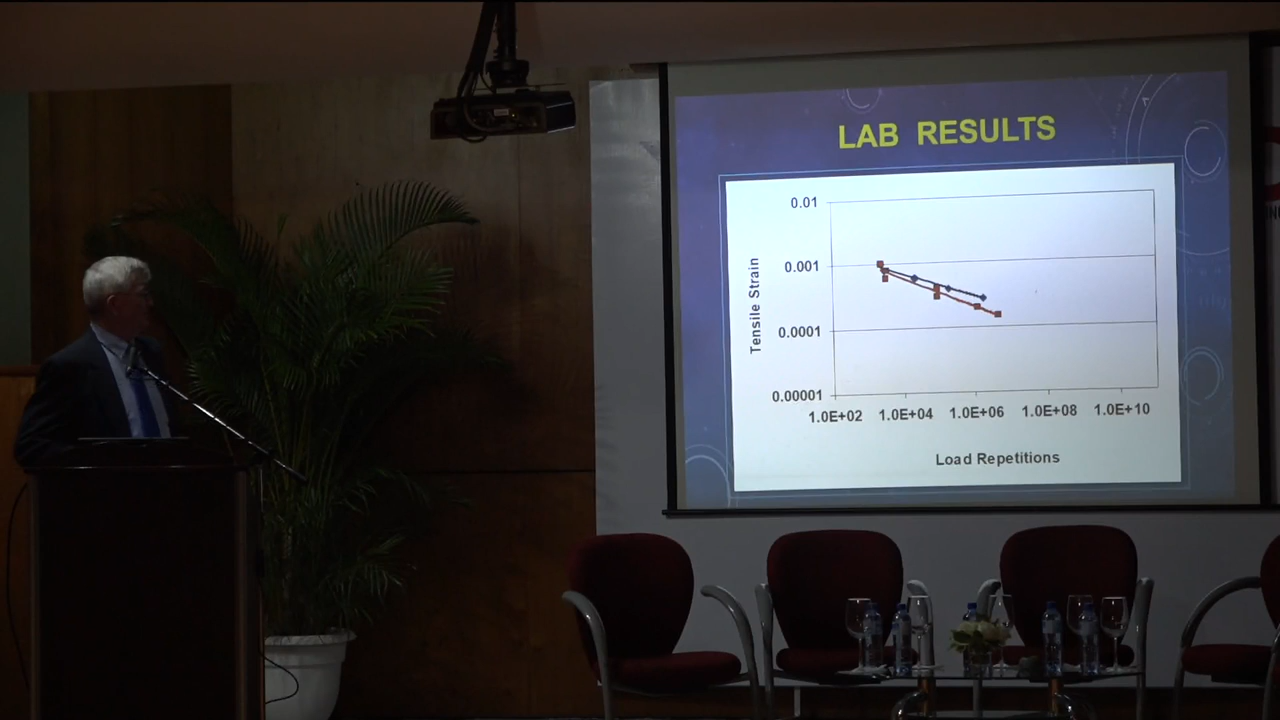 LAB RESULTS
0.01
0.001
0.0001
0.00001
Tensile Strain
1.0E+02 1.0E+04 1.0E+06 1.0E+08 1.0E+10
Load Repetitions